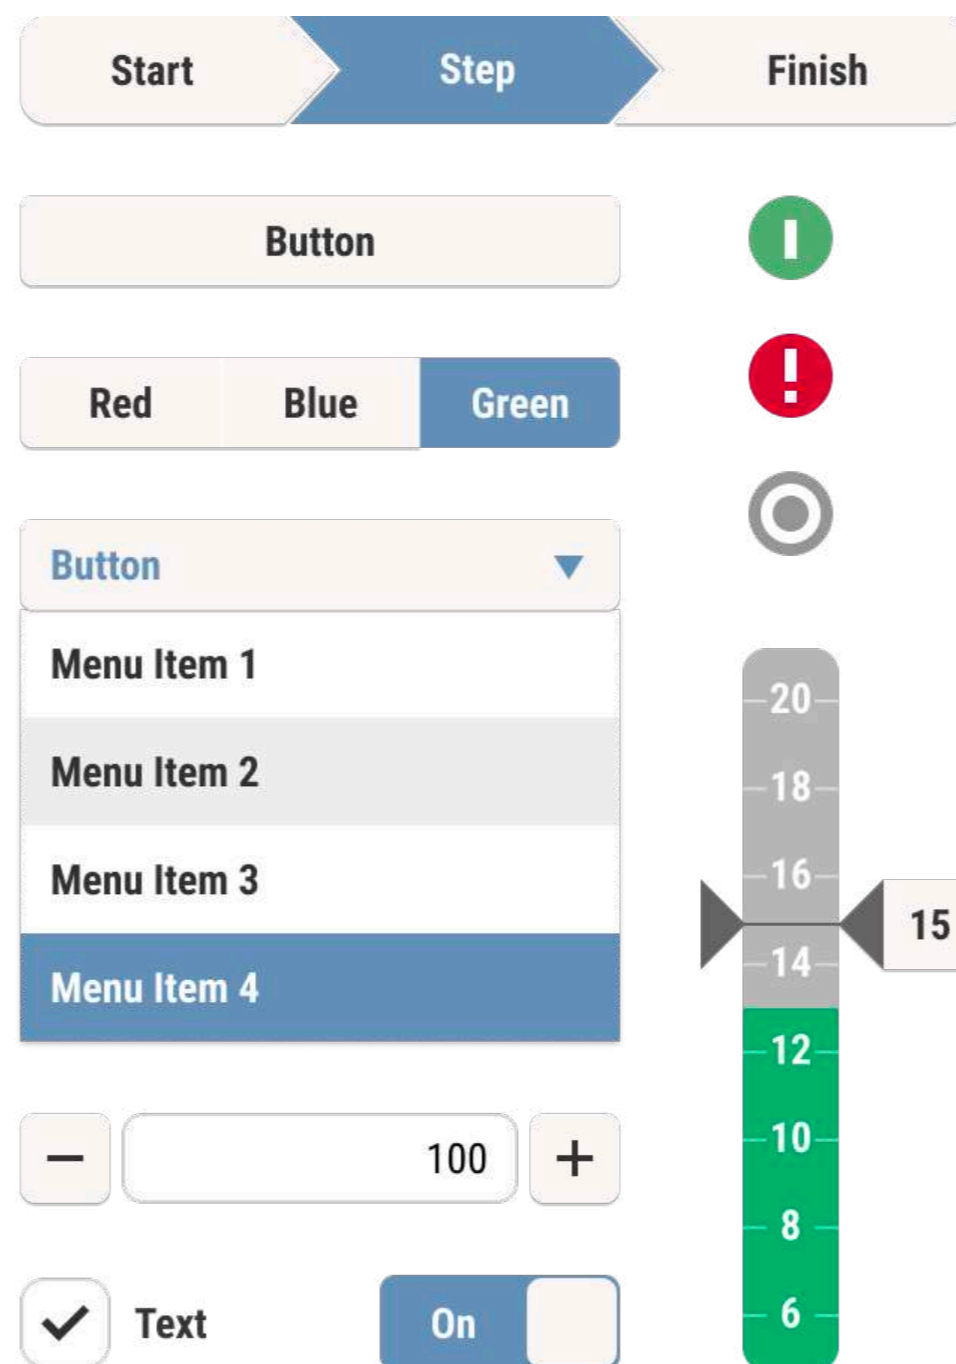 Start
Step
Finish
Button
Red
Blue
Green
Button
Menu Item 1
Menu Item 2
Menu Item 3
Menu Item 4
100
Text
On
20
18
16
15
14
12
10
8
6